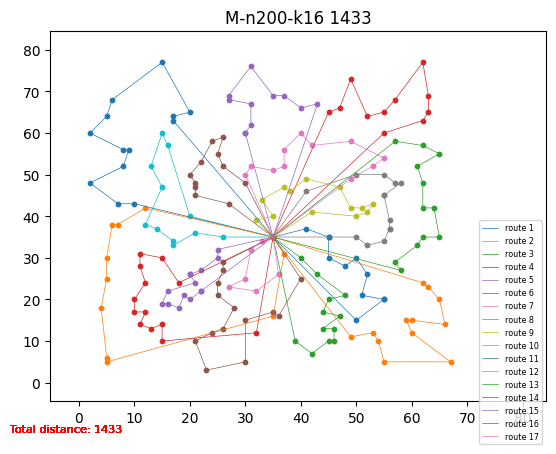 M-n200-k16 1433
80
70
60
50
40
30
20
10
0
0 10 20 30 40 50 60 70 80
route 1
route 2
route 3
route 4
route 5
route 6
route 7
route 8
route 9
route 10
route 11
route 12
route 13
route 14
route 15
route 16
route 17
Total distance: 1433